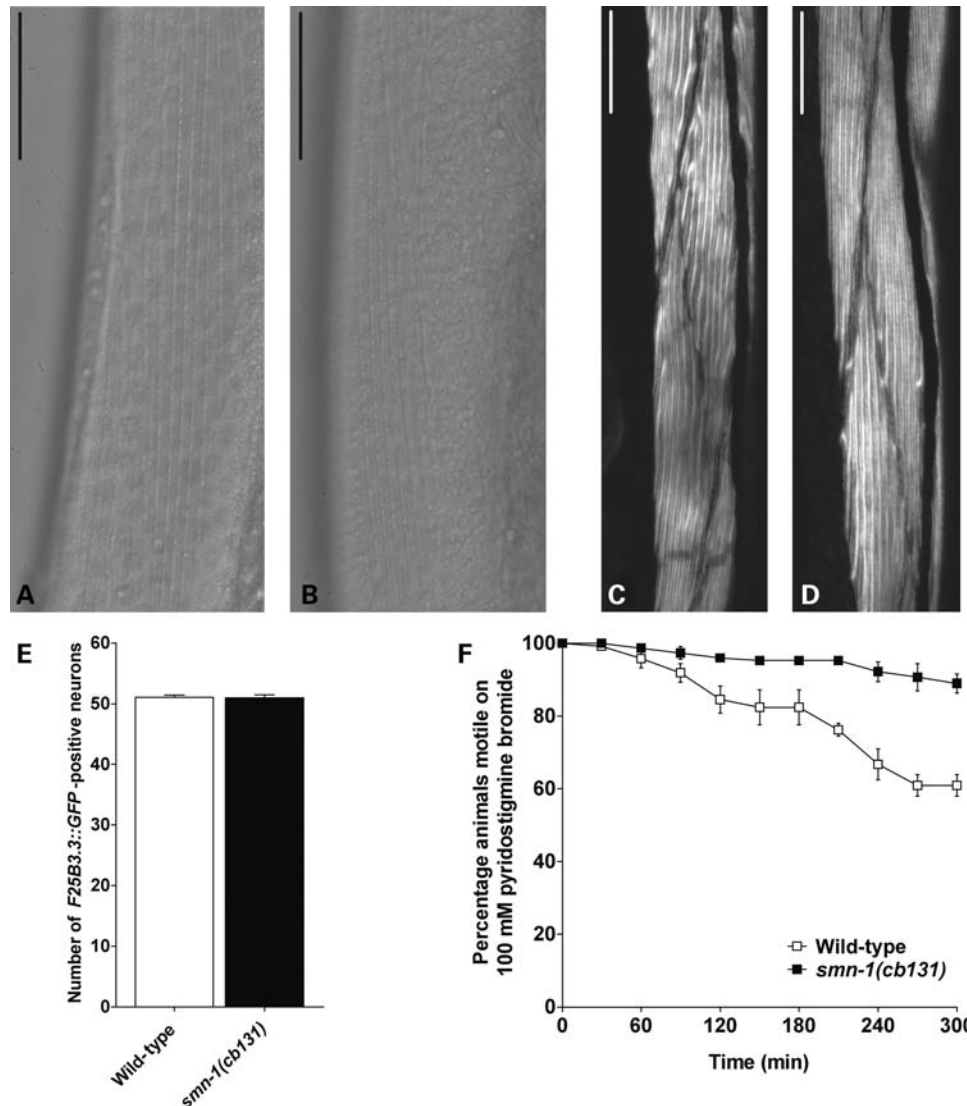 A
B
C
D
E
Number of F25B3.3::GFP -positive neurons
60
50
40
30
20
10
0
Wild-type
smn-1(cb131)
F
Percentage animals motile on
100 mM pyridostigmine bromide
100
80
60
40
20
0
Wild-type
smn-1(cb131)
0 60 120 180 240 300
Time (min)